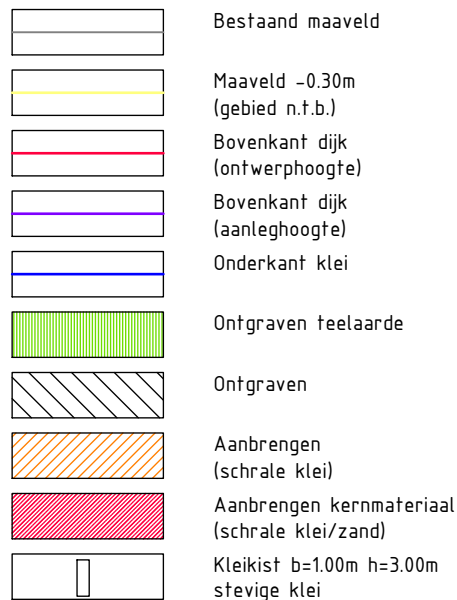 Bestaand maaveld
Maaveld -0.30m
(gebied n.t.b.)
Bovenkant dijk
(ontwerphoogte)
Bovenkant dijk
(aanleghoogte)
Onderkant klei
Ontgraven teelaarde
Ontgraven
Aanbrengen
(schrale klei)
Aanbrengen kernmateriaal
(schrale klei/zand)
Kleikist b=1.00m h=3.00m
stevige klei